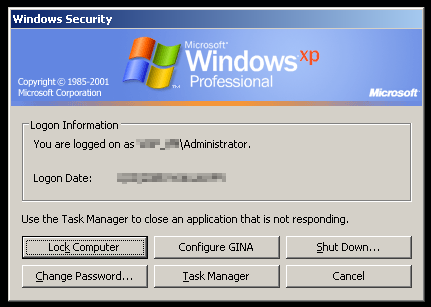 Windows Security
Microsoft®
Windows xp
Professional
Copyright © 1985-2001
Microsoft Corporation
Microsoft
Logon Information
You are logged on as \Administrator.
Logon Date:
Use the Task Manager to close an application that is not responding.
Lock Computer
Configure GINA
Shut Down...
Change Password...
Task Manager
Cancel